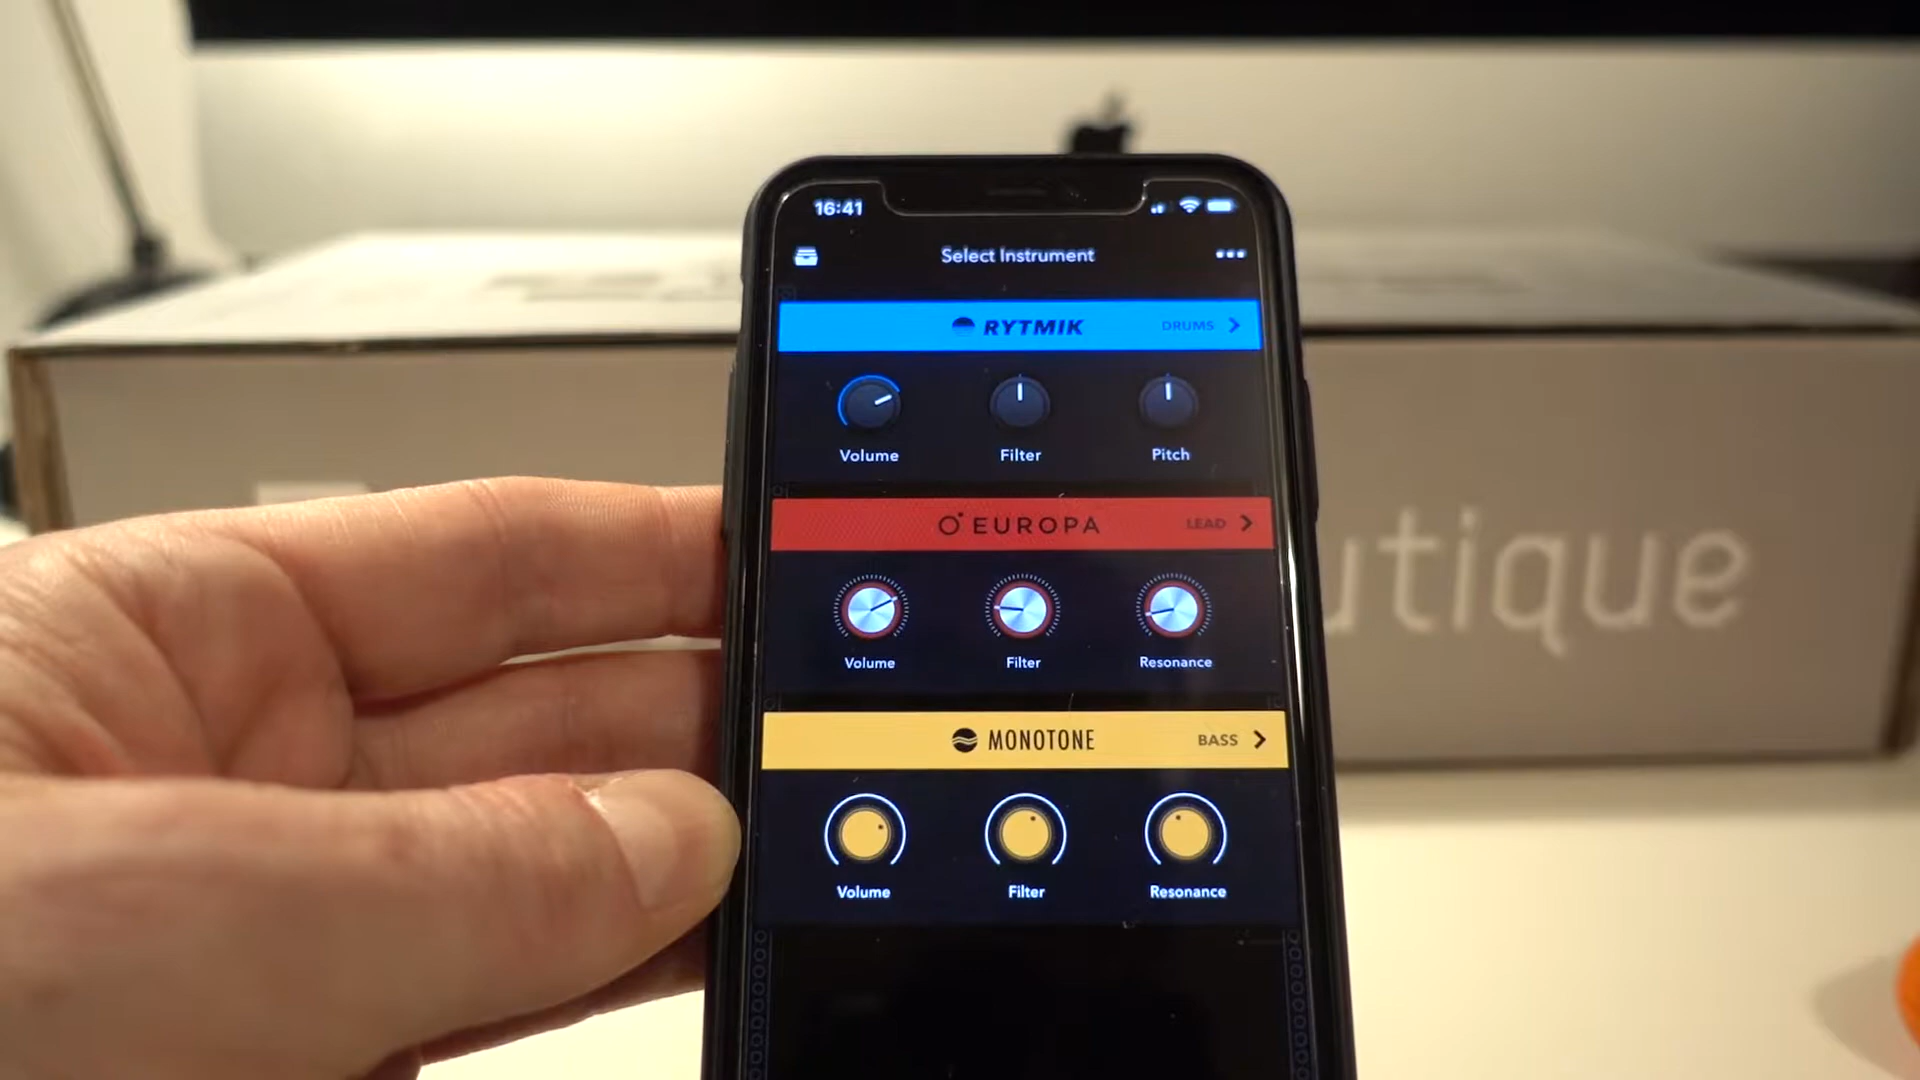 16:41
Select Instrument
RYTMIK DRUMS
Volume Filter Pitch
EUROPA LEAD
Volume Filter Resonance
MONOTONE BASS
Volume Filter Resonance
utique